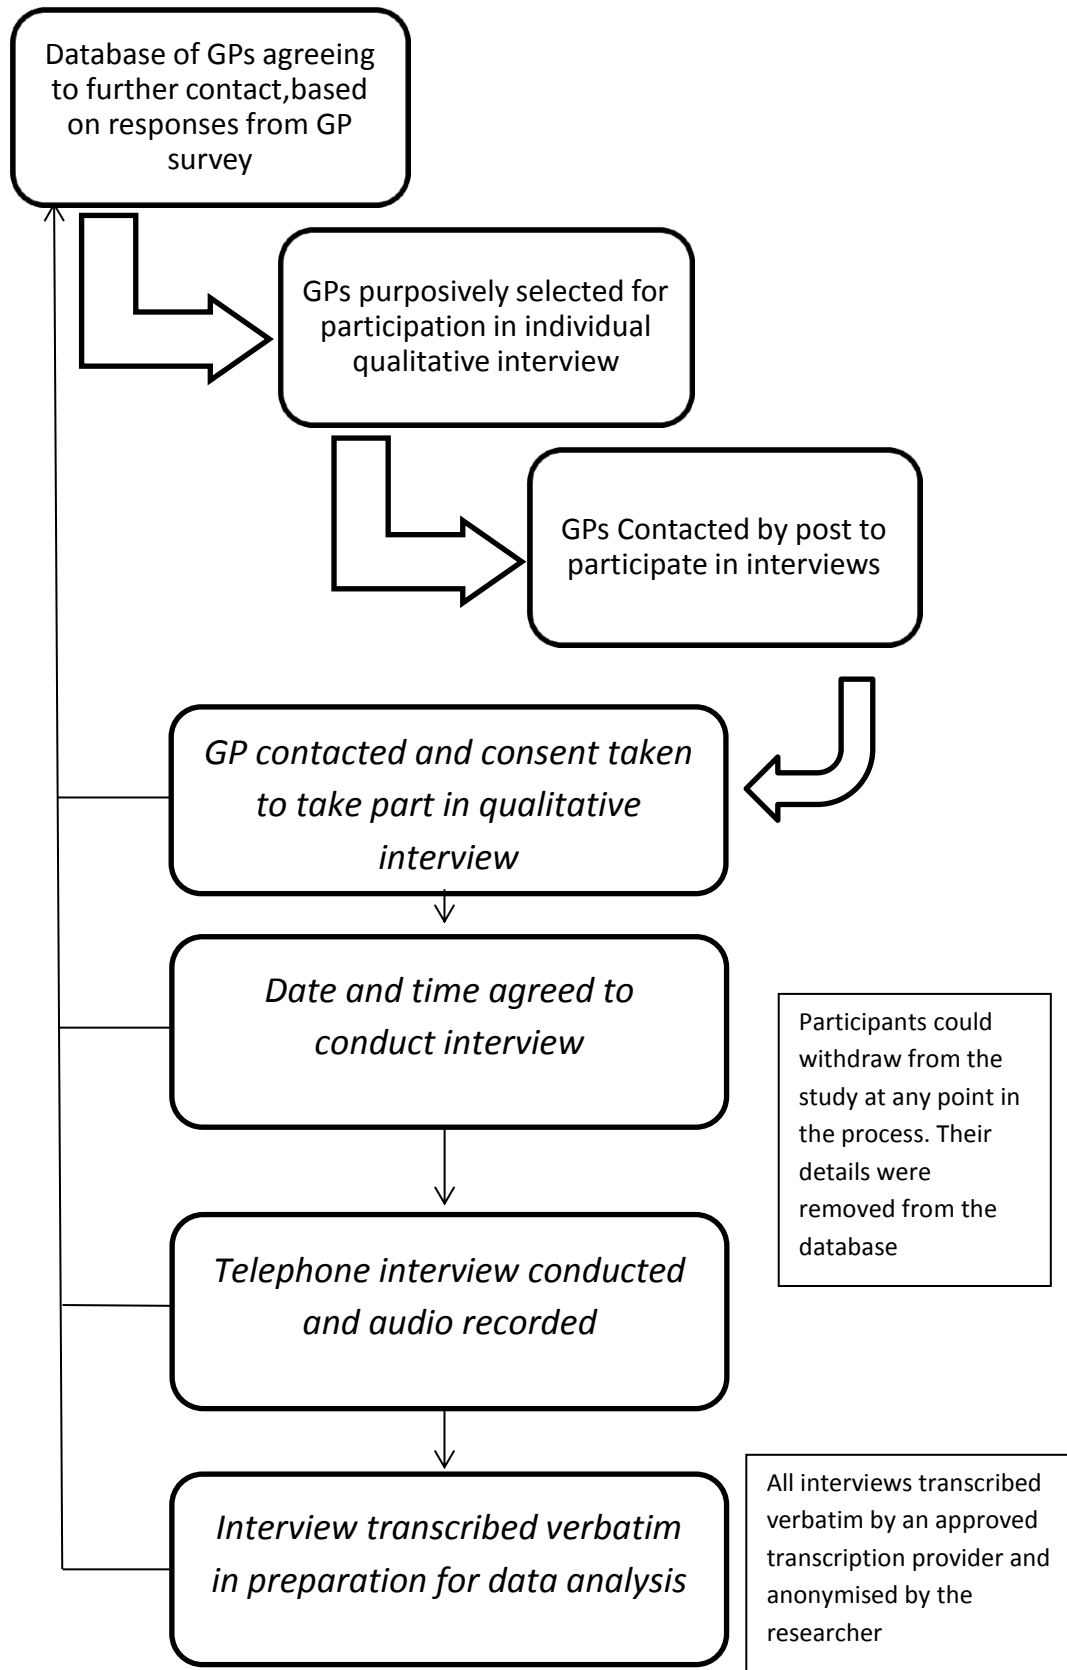 Database of GPs agreeing
to further contact,based
on responses from GP
survey
GPs purposively selected for
participation in individual
qualitative interview
GPs Contacted by post to
participate in interviews
GP contacted and consent taken
to take part in qualitative
interview
Date and time agreed to
conduct interview
Participants could
withdraw from the
study at any point in
the process. Their
details were
removed from the
database
Telephone interview conducted
and audio recorded
Interview transcribed verbatim
in preparation for data analysis
All interviews transcribed
verbatim by an approved
transcription provider and
anonymised by the
researcher